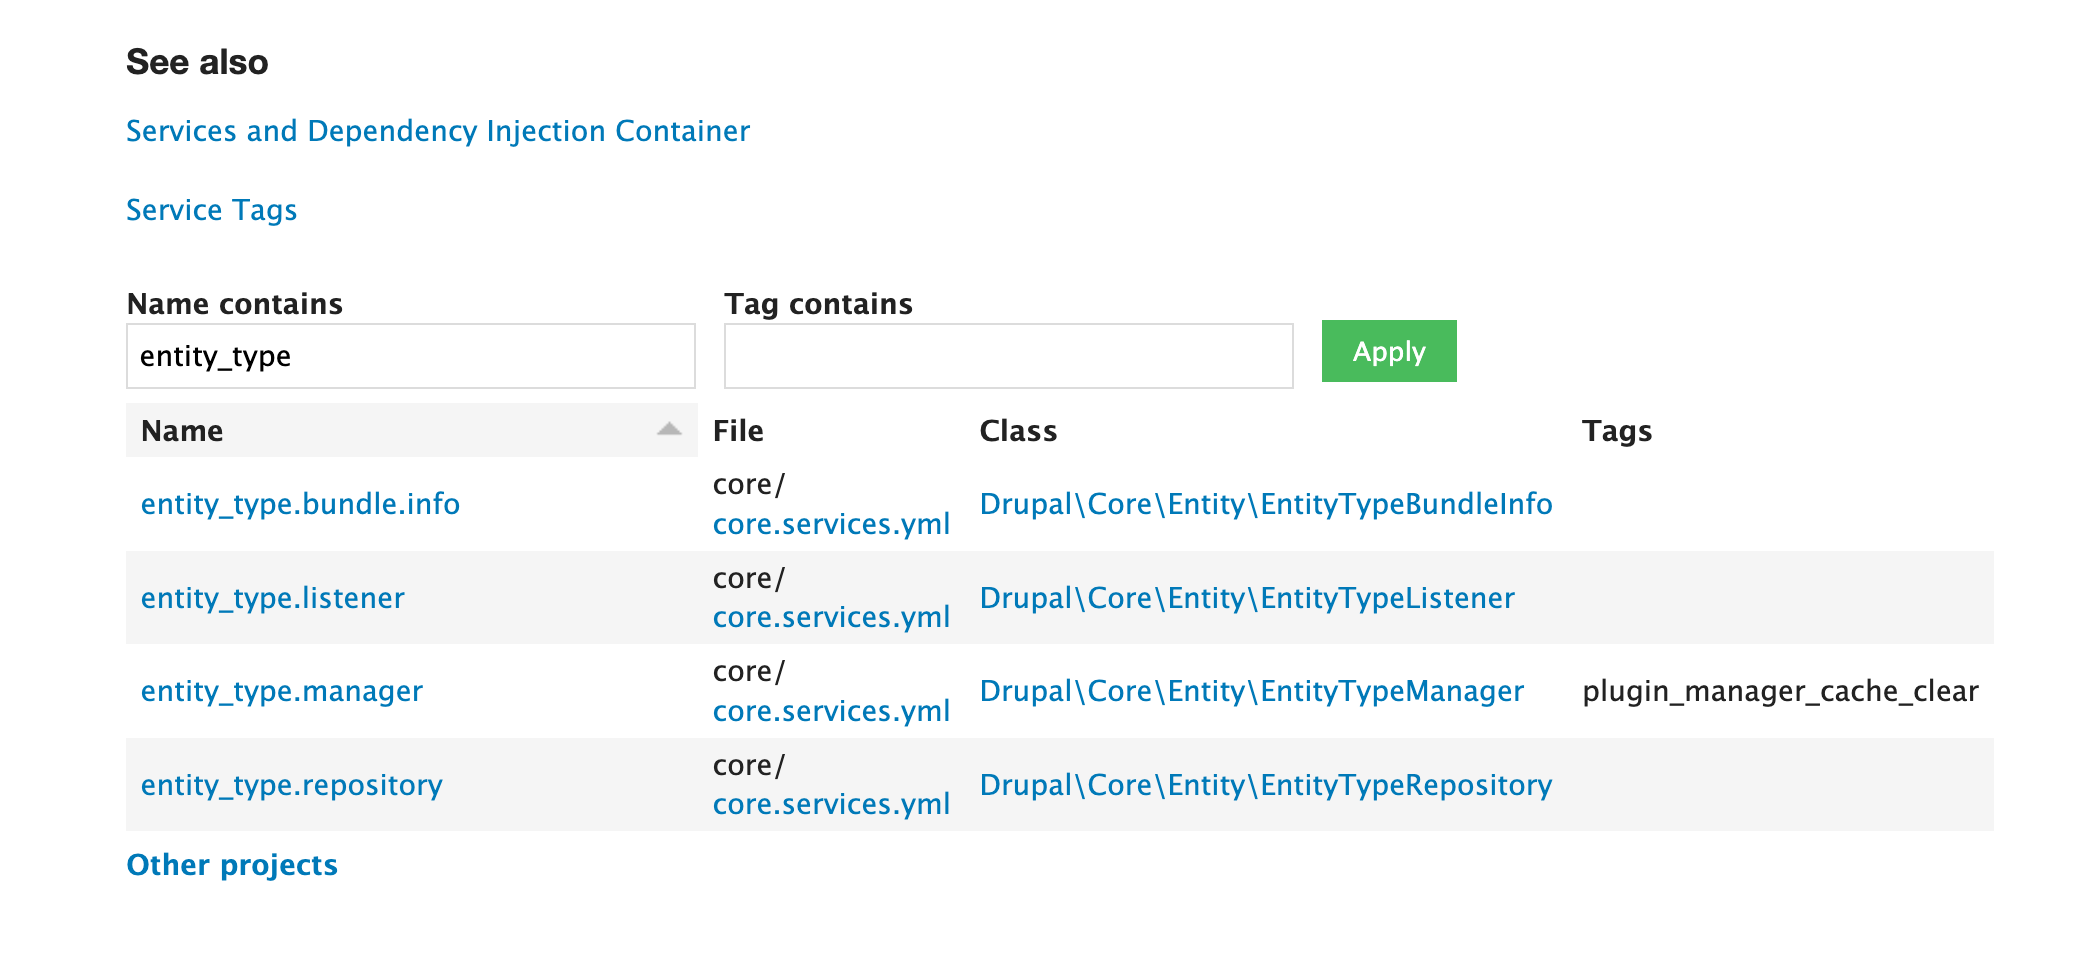 See also
Services and Dependency Injection Container
Service Tags
Name contains
Tag contains
entity_type
Apply
Name
File
Class
Tags
entity_type.bundle.info
core/
core.services.yml
Drupal\Core\Entity\EntityTypeBundleInfo
entity_type.listener
core/
core.services.yml
Drupal\Core\Entity\EntityTypeListener
entity_type.manager
core/
core.services.yml
Drupal\Core\Entity\EntityTypeManager
plugin_manager_cache_clear
entity_type.repository
core/
core.services.yml
Drupal\Core\Entity\EntityTypeRepository
Other projects